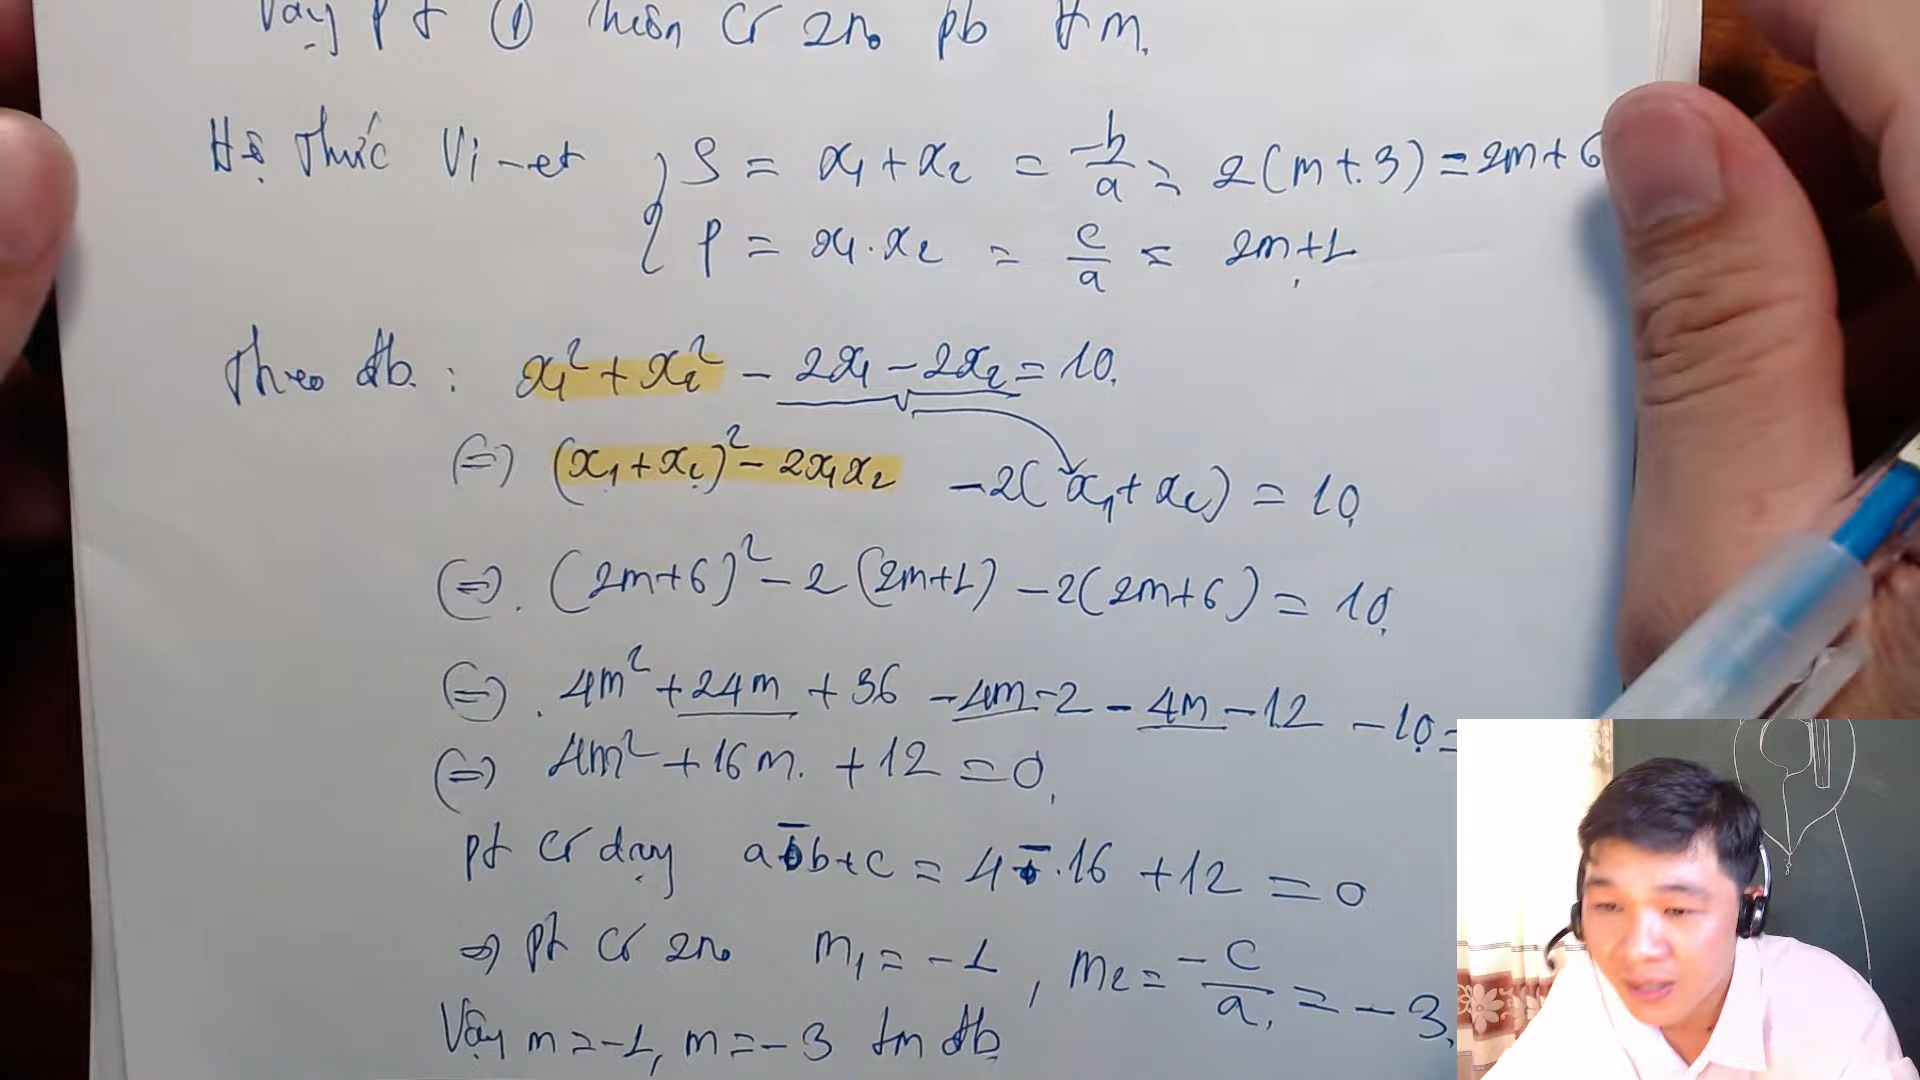 Vậy pt ① luôn có 2n₀ pb ∀m.
Hệ thức Vi-et { S = x₁ + x₂ = -b/a = 2(m+3) = 2m+6
P = x₁.x₂ = c/a = 2m+1
Theo đb: x₁² + x₂² - 2x₁ - 2x₂ = 10.
(=) (x₁+x₂)² - 2x₁x₂ -2(x₁+x₂) = 10.
(=). (2m+6)² - 2(2m+1) - 2(2m+6) = 10.
(=). 4m² + 24m + 36 - 4m - 2 - 4m - 12 - 10 =
(=) 4m² + 16m. + 12 = 0.
pt có dạng a-b+c = 4-.16 + 12 = 0
=> pt có 2n₀ m₁ = -1, m₂ = -c/a = -3.
Vậy m = -1, m = -3 tm đb